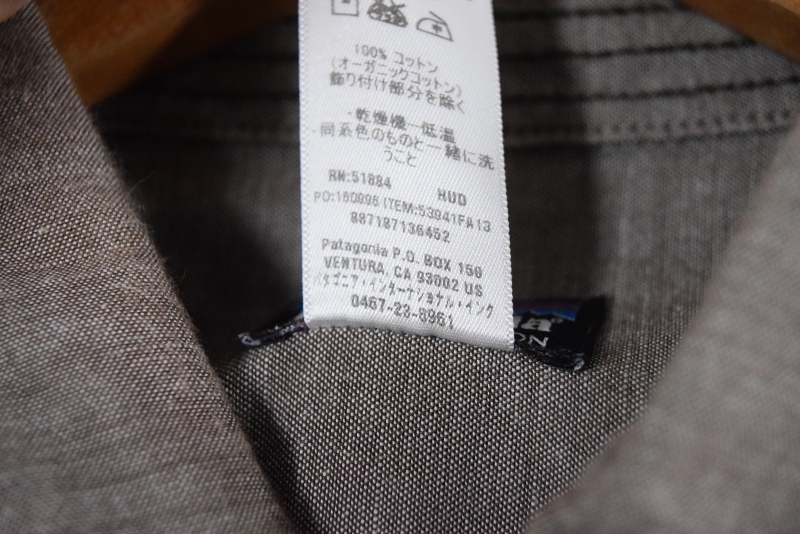 100% コットン
(オーガニックコットン)
飾り付け部分を除く
・乾燥機―低温
・同系色のものと一緒に洗
うこと
RN:51884 HUD
PO:160996 ITEM:53941FA13
887187136452
Patagonia P.O. BOX 150
VENTURA, CA 93002 US
パタゴニア・インターナショナル・インク
0467-23-8961